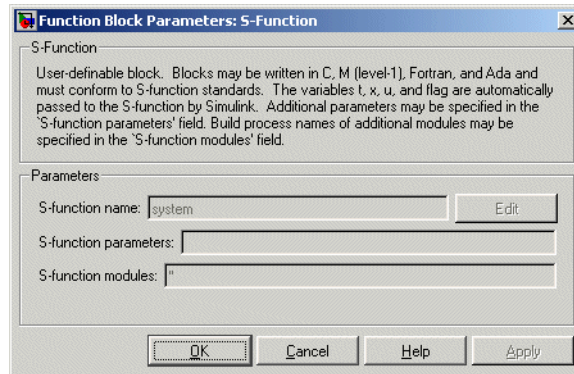 Function Block Parameters: S-Function
S-Function
User-definable block. Blocks may be written in C, M (level-1), Fortran, and Ada and
must conform to S-function standards. The variables t, x, u, and flag are automatically
passed to the S-function by Simulink. Additional parameters may be specified in the
`S-function parameters' field. Build process names of additional modules may be
specified in the `S-function modules' field.
Parameters
S-function name: system Edit
S-function parameters:
S-function modules: ''
OK Cancel Help Apply